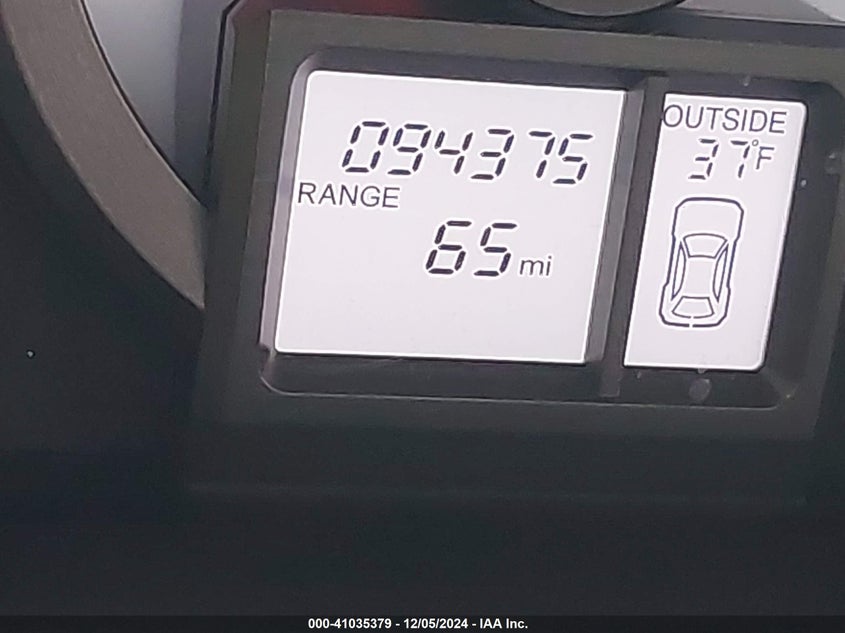 094375
RANGE
65 mi
OUTSIDE
37°F
000-41035379 - 12/05/2024 - IAA Inc.